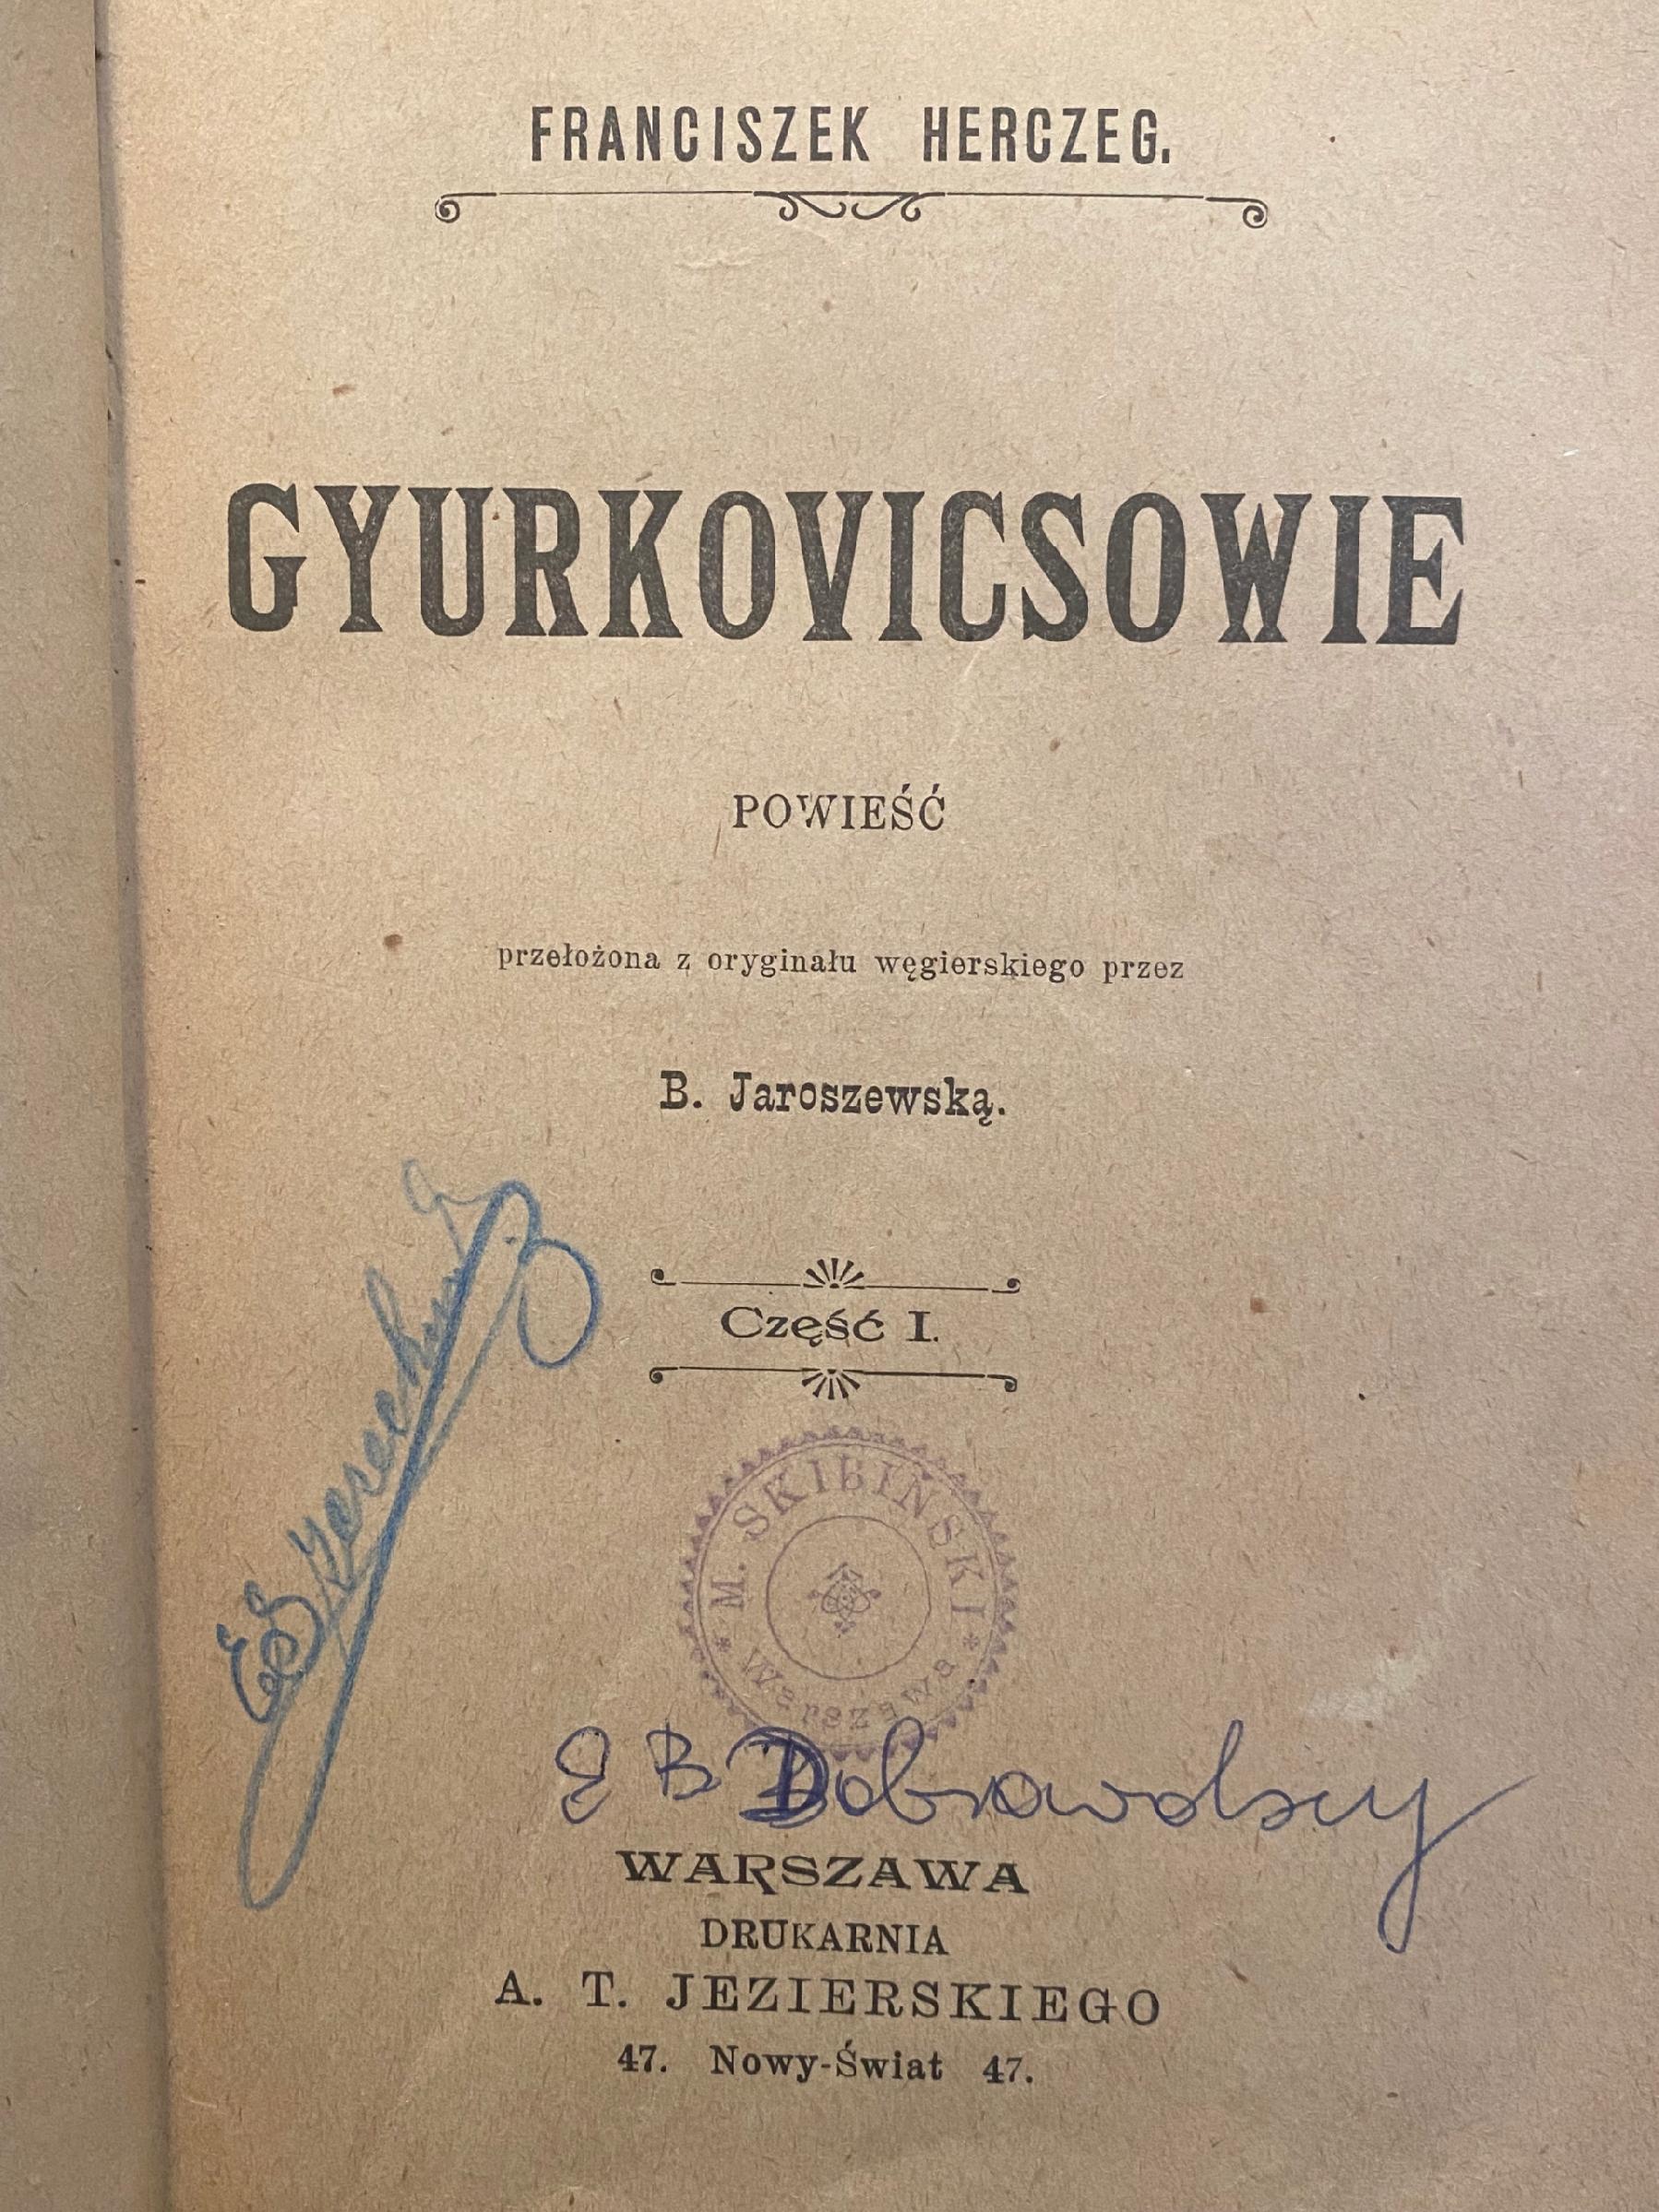 FRANCISZEK HERCZEG.
GYURKOVICSOWIE
POWIEŚĆ
przełożona z oryginału węgierskiego przez
B. Jaroszewską.
Część I.
M. SKIBIŃSKI
* Warszawa *
E B Dobrowolscy
WARSZAWA
DRUKARNIA
A. T. JEZIERSKIEGO
47. Nowy-Świat 47.